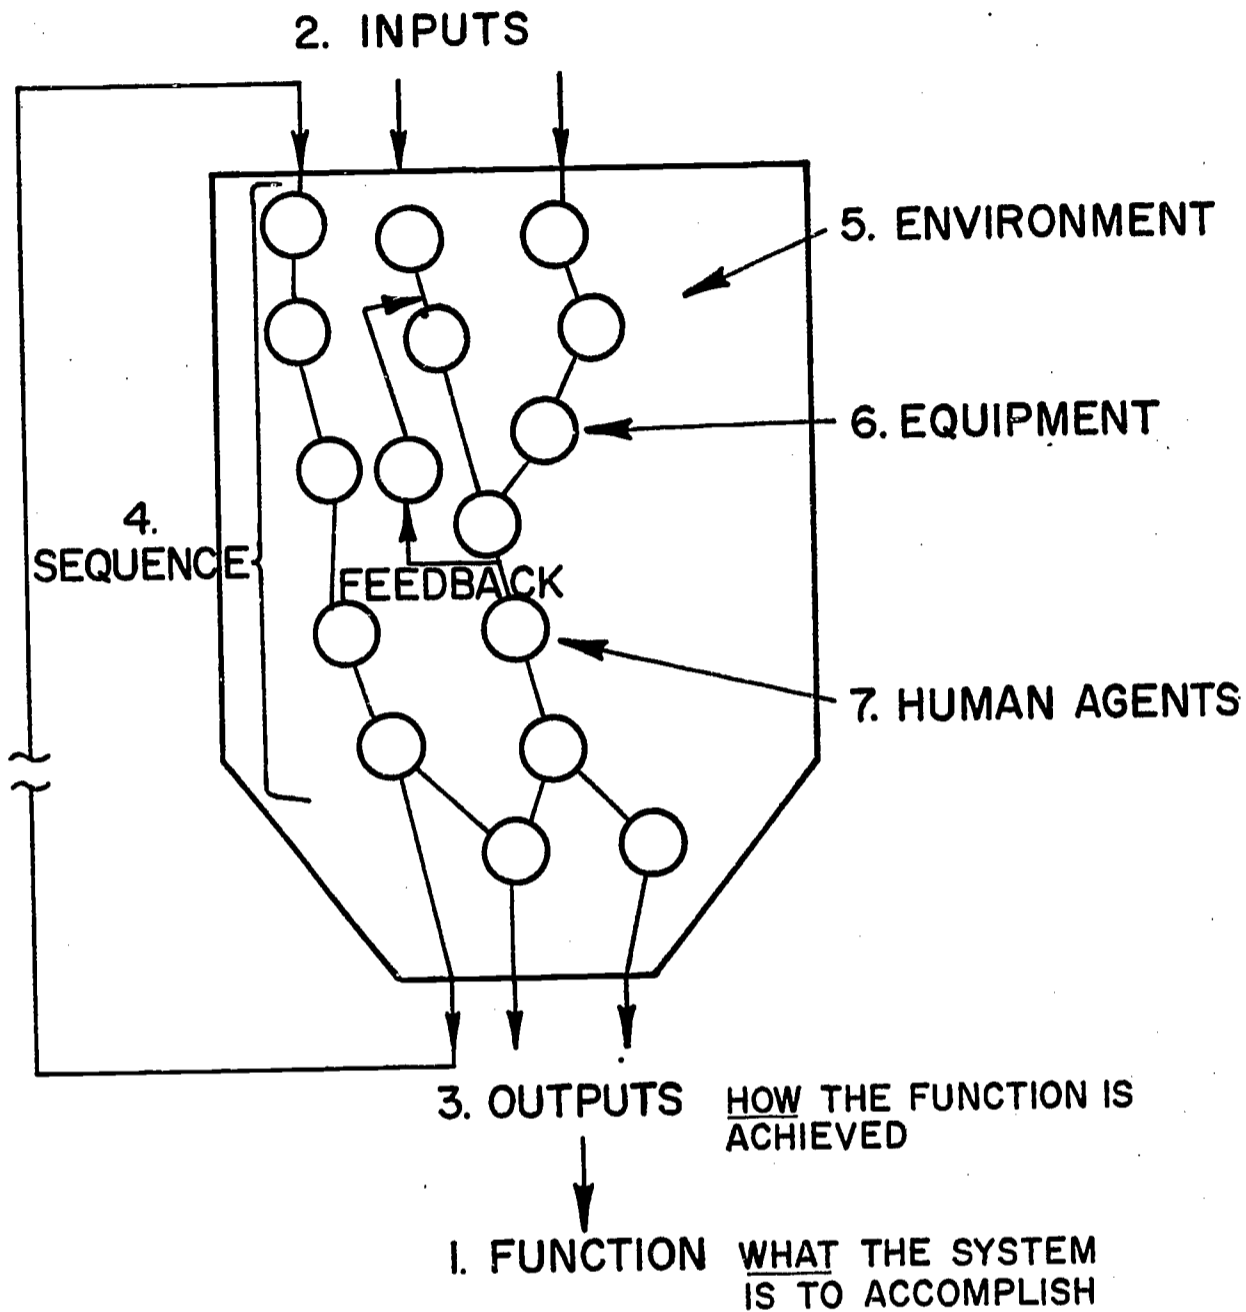 2. INPUTS
5. ENVIRONMENT
6. EQUIPMENT
4.
SEQUENCE
FEEDBACK
7. HUMAN AGENTS
3. OUTPUTS HOW THE FUNCTION IS
ACHIEVED
1. FUNCTION WHAT THE SYSTEM
IS TO ACCOMPLISH